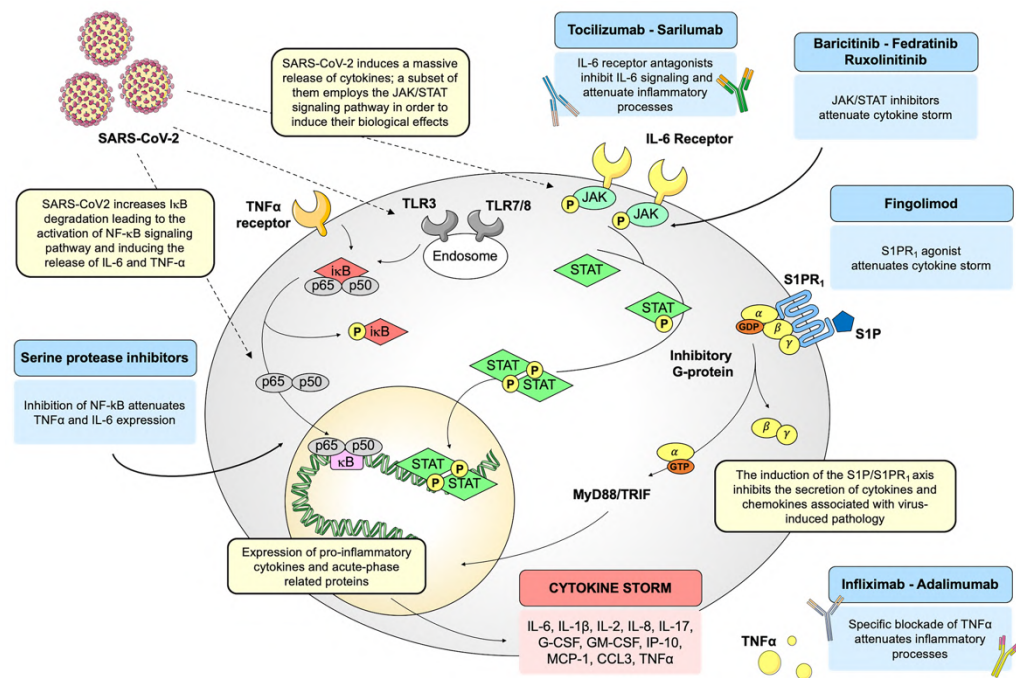 SARS-CoV-2
SARS-CoV-2 induces a massive
release of cytokines; a subset of
them employs the JAK/STAT
signaling pathway in order to
induce their biological effects
Tocilizumab - Sarilumab
IL-6 receptor antagonists
inhibit IL-6 signaling and
attenuate inflammatory
processes
Baricitinib - Fedratinib
Ruxolinitinib
JAK/STAT inhibitors
attenuate cytokine storm
IL-6 Receptor
JAK
P
JAK
P
SARS-CoV2 increases IκB
degradation leading to the
activation of NF-κB signaling
pathway and inducing the
release of IL-6 and TNF-α
TNFα
receptor
TLR3
TLR7/8
Endosome
iκB
p65
p50
P
iκB
p65
p50
STAT
STAT
P
STAT
P
P
STAT
Fingolimod
S1PR1 agonist
attenuates cytokine storm
S1PR1
α
GDP
β
γ
S1P
Inhibitory
G-protein
β
γ
α
GTP
MyD88/TRIF
Serine protease inhibitors
Inhibition of NF-kB attenuates
TNFα and IL-6 expression
p65
p50
κB
STAT
P
P
STAT
The induction of the S1P/S1PR1 axis
inhibits the secretion of cytokines and
chemokines associated with virus-
induced pathology
Expression of pro-inflammatory
cytokines and acute-phase
related proteins
CYTOKINE STORM
IL-6, IL-1β, IL-2, IL-8, IL-17,
G-CSF, GM-CSF, IP-10,
MCP-1, CCL3, TNFα
Infliximab - Adalimumab
Specific blockade of TNFα
attenuates inflammatory
processes
TNFα